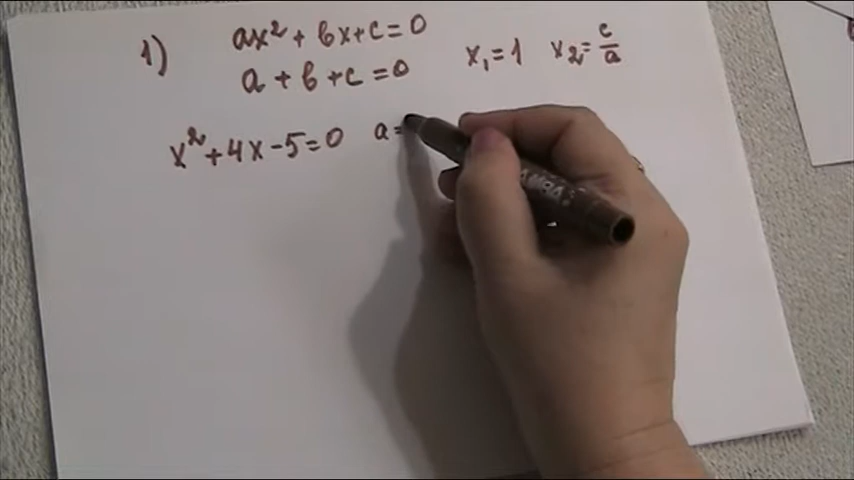 1) ax² + bx + c = 0
a + b + c = 0 x₁ = 1 x₂ = c/a
x² + 4x - 5 = 0 a =